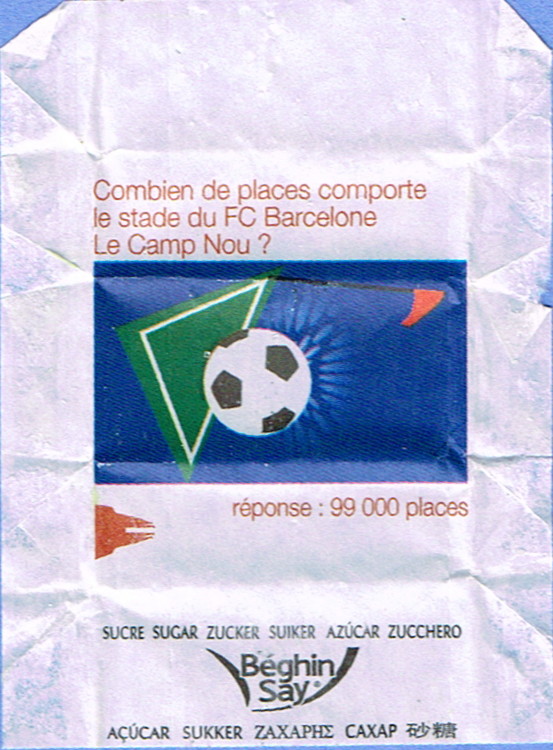 Combien de places comporte
le stade du FC Barcelone
Le Camp Nou ?
réponse : 99 000 places
SUCRE SUGAR ZUCKER SUIKER AZÚCAR ZUCCHERO
Béghin
Say
AÇÚCAR SUKKER ΖΑΧΑΡΗΣ CAXAP 砂糖